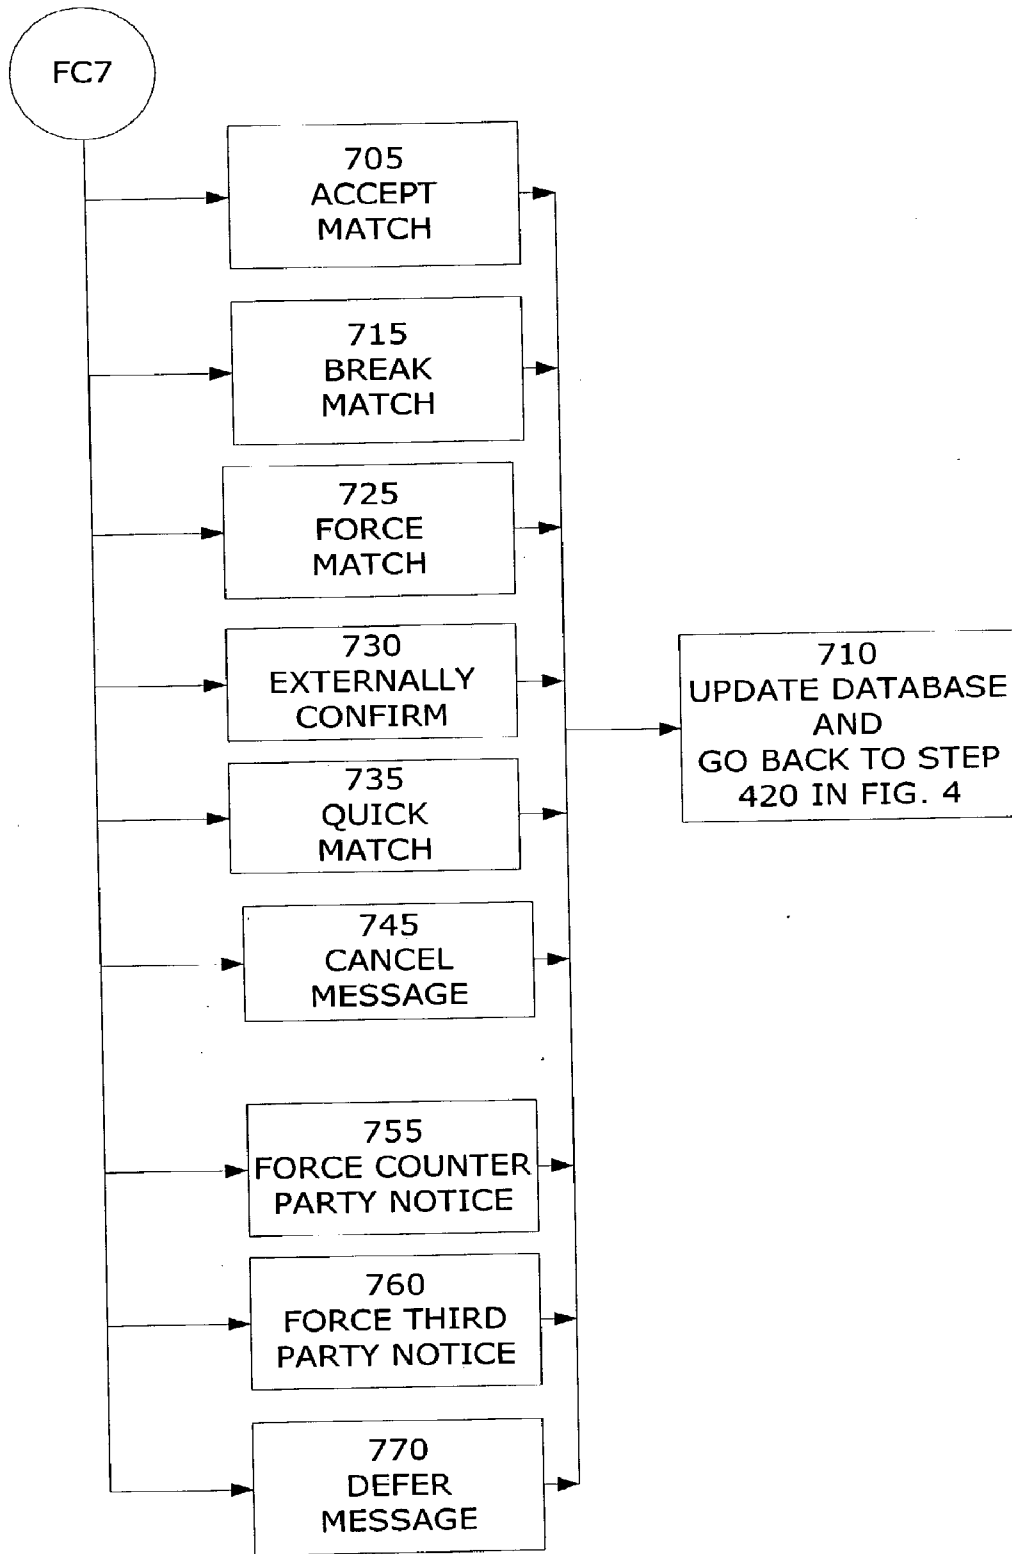 FC7
705
ACCEPT
MATCH
715
BREAK
MATCH
725
FORCE
MATCH
730
EXTERNALLY
CONFIRM
735
QUICK
MATCH
745
CANCEL
MESSAGE
755
FORCE COUNTER
PARTY NOTICE
760
FORCE THIRD
PARTY NOTICE
770
DEFER
MESSAGE
710
UPDATE DATABASE
AND
GO BACK TO STEP
420 IN FIG. 4